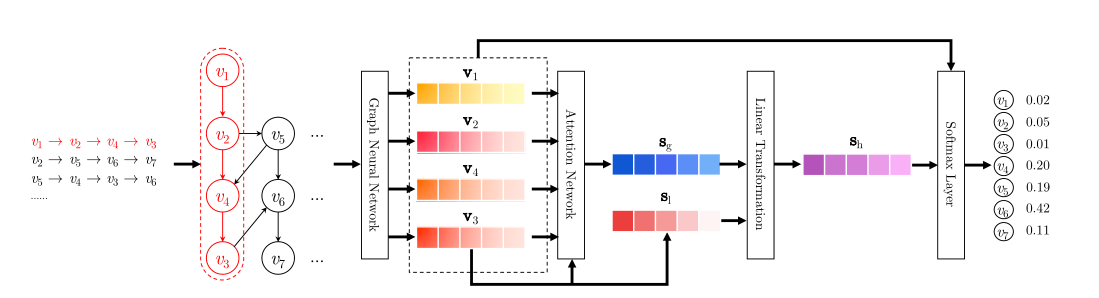 v1 → v2 → v4 → v3
v2 → v5 → v6 → v7
v5 → v4 → v3 → v6
......
v1
v2
v4
v3
v5
v6
v7
...
...
...
Graph Neural Network
v1
v2
v4
v3
Attention Network
sg
sl
Linear Transformation
sh
Softmax Layer
v1 0.02
v2 0.05
v3 0.01
v4 0.20
v5 0.19
v6 0.42
v7 0.11